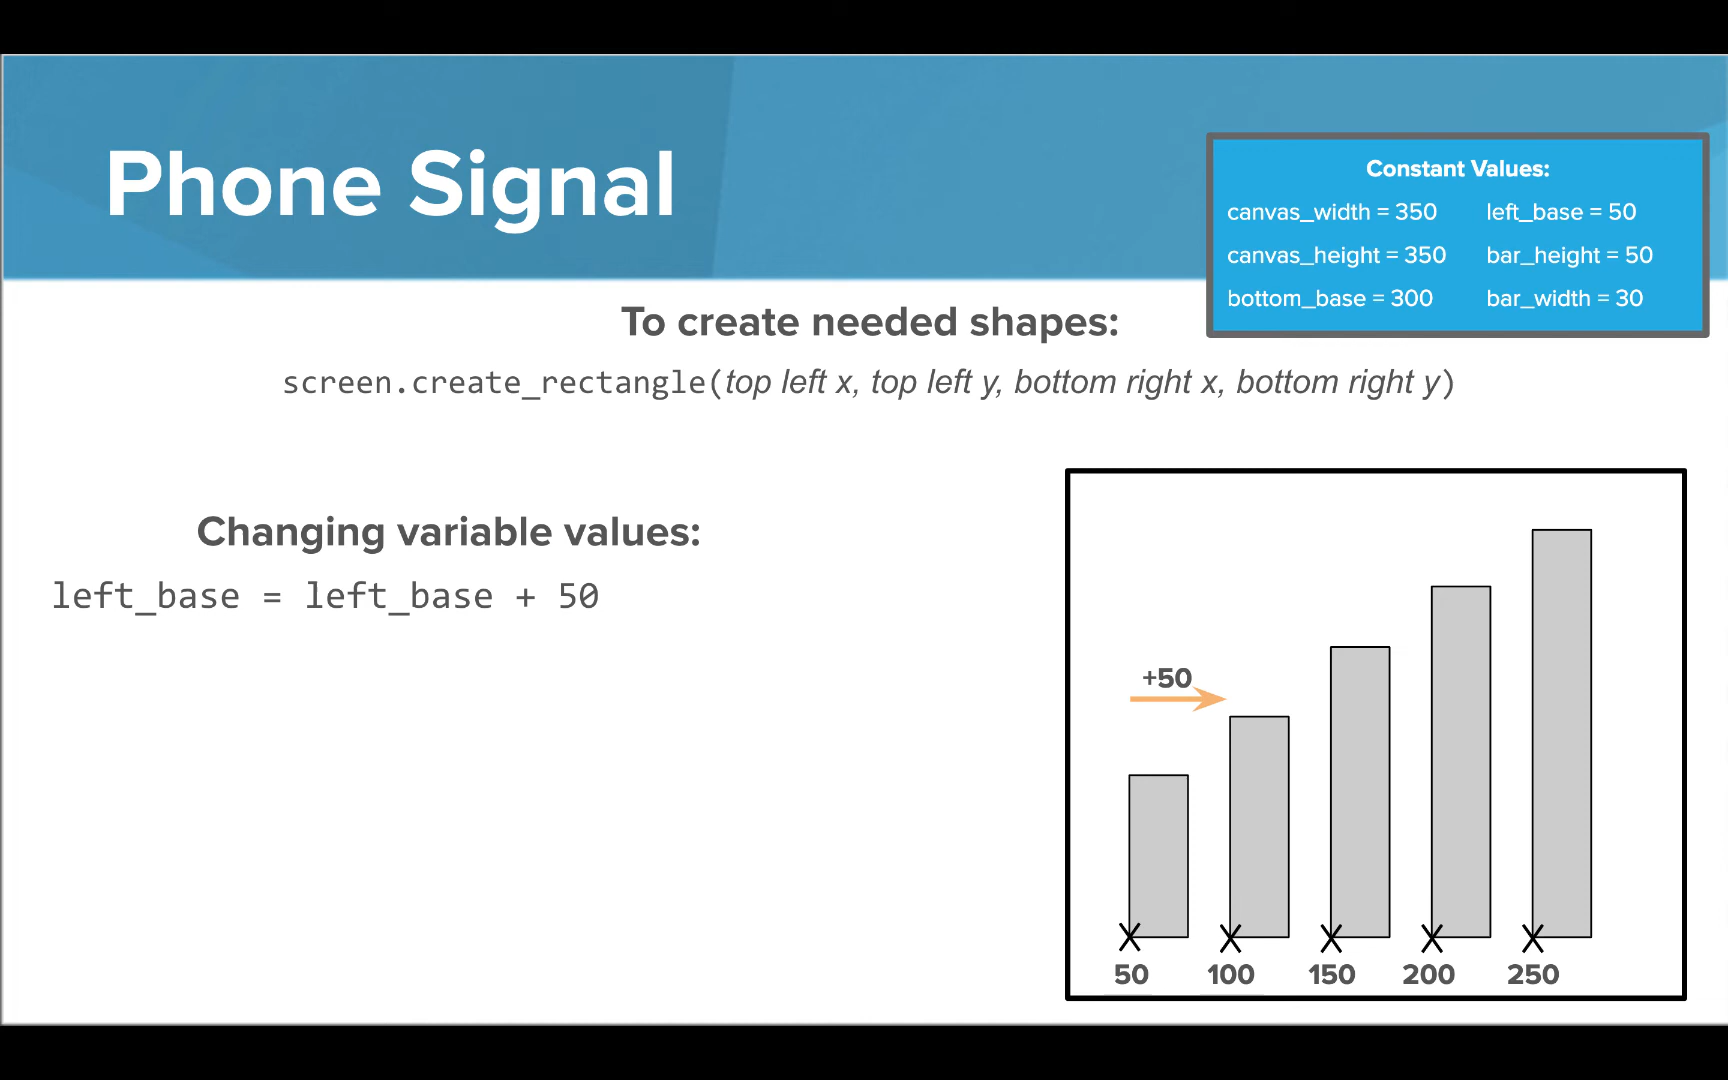 Phone Signal
Constant Values:
canvas_width = 350 left_base = 50
canvas_height = 350 bar_height = 50
bottom_base = 300 bar_width = 30
To create needed shapes:
screen.create_rectangle(top left x, top left y, bottom right x, bottom right y)
Changing variable values:
left_base = left_base + 50
+50
50 100 150 200 250